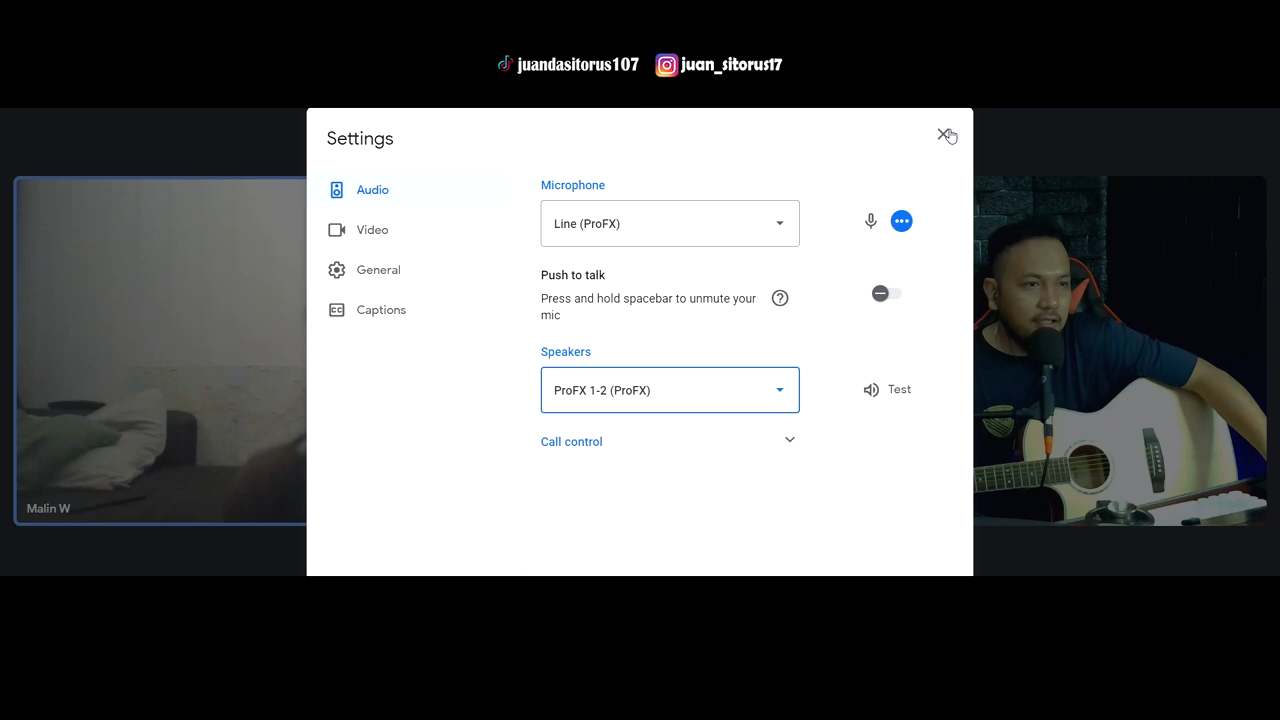 juandasitorus107 juan_sitorus17
Settings
Audio
Video
General
CC Captions
Microphone
Line (ProFX)
Push to talk
Press and hold spacebar to unmute your
mic
Speakers
ProFX 1-2 (ProFX)
Test
Call control
Malin W